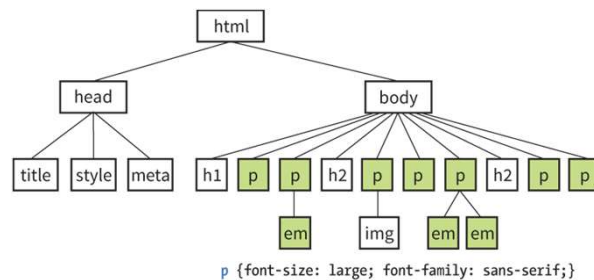 html
head body
title style meta h1 p p h2 p p p h2 p p
em img em em
p {font-size: large; font-family: sans-serif;}